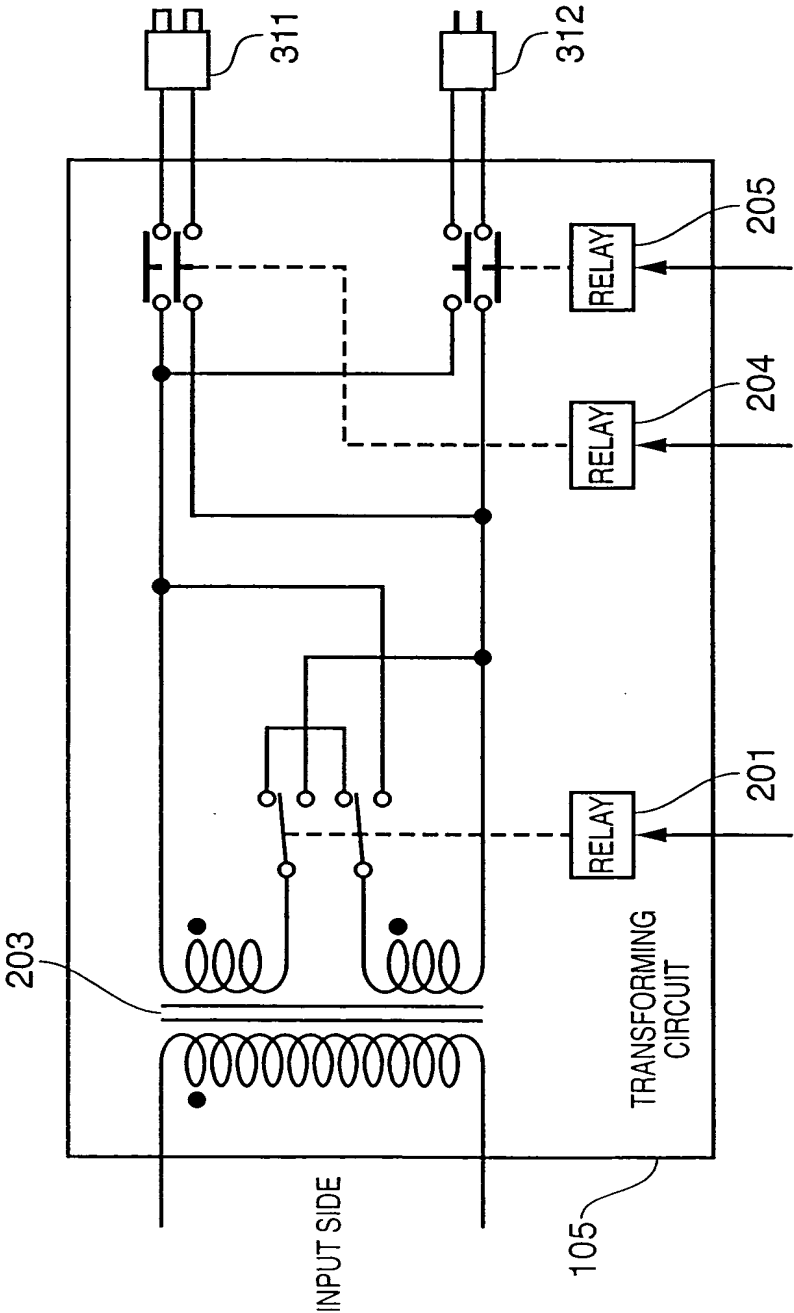 INPUT SIDE
105
TRANSFORMING
CIRCUIT
203
RELAY
201
RELAY
204
RELAY
205
311
312